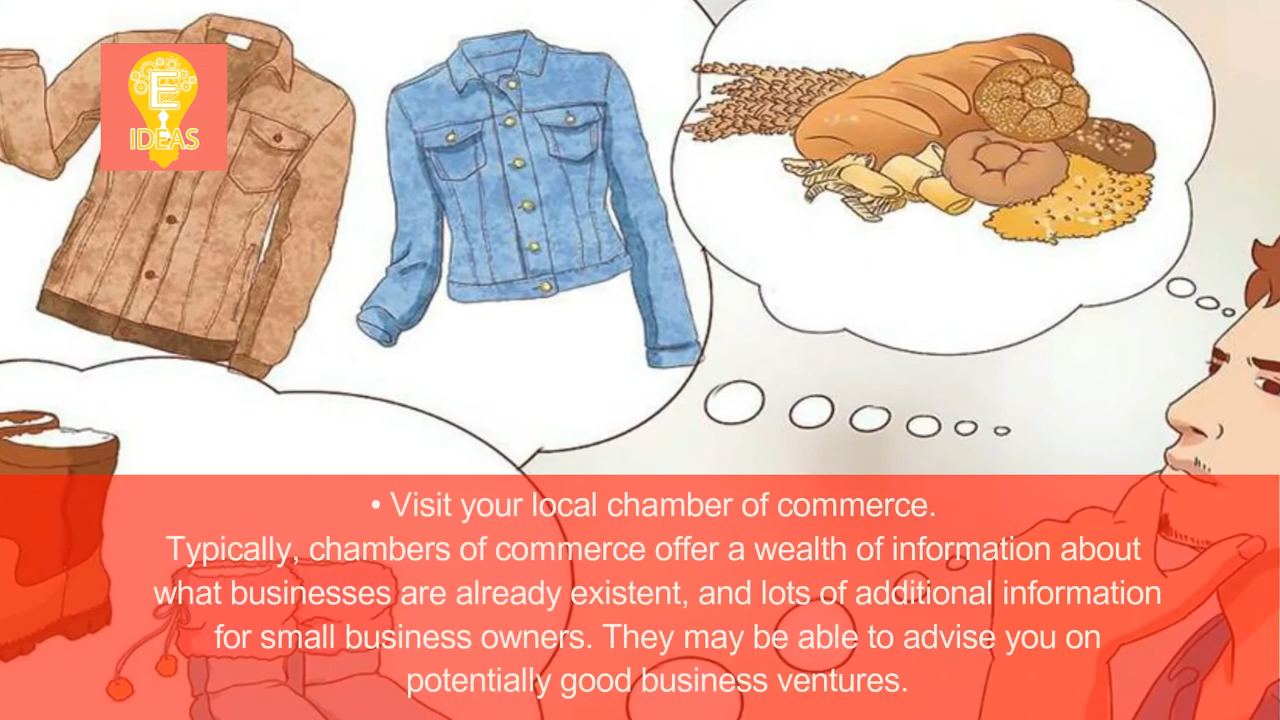 E
IDEAS
• Visit your local chamber of commerce.
Typically, chambers of commerce offer a wealth of information about
what businesses are already existent, and lots of additional information
for small business owners. They may be able to advise you on
potentially good business ventures.